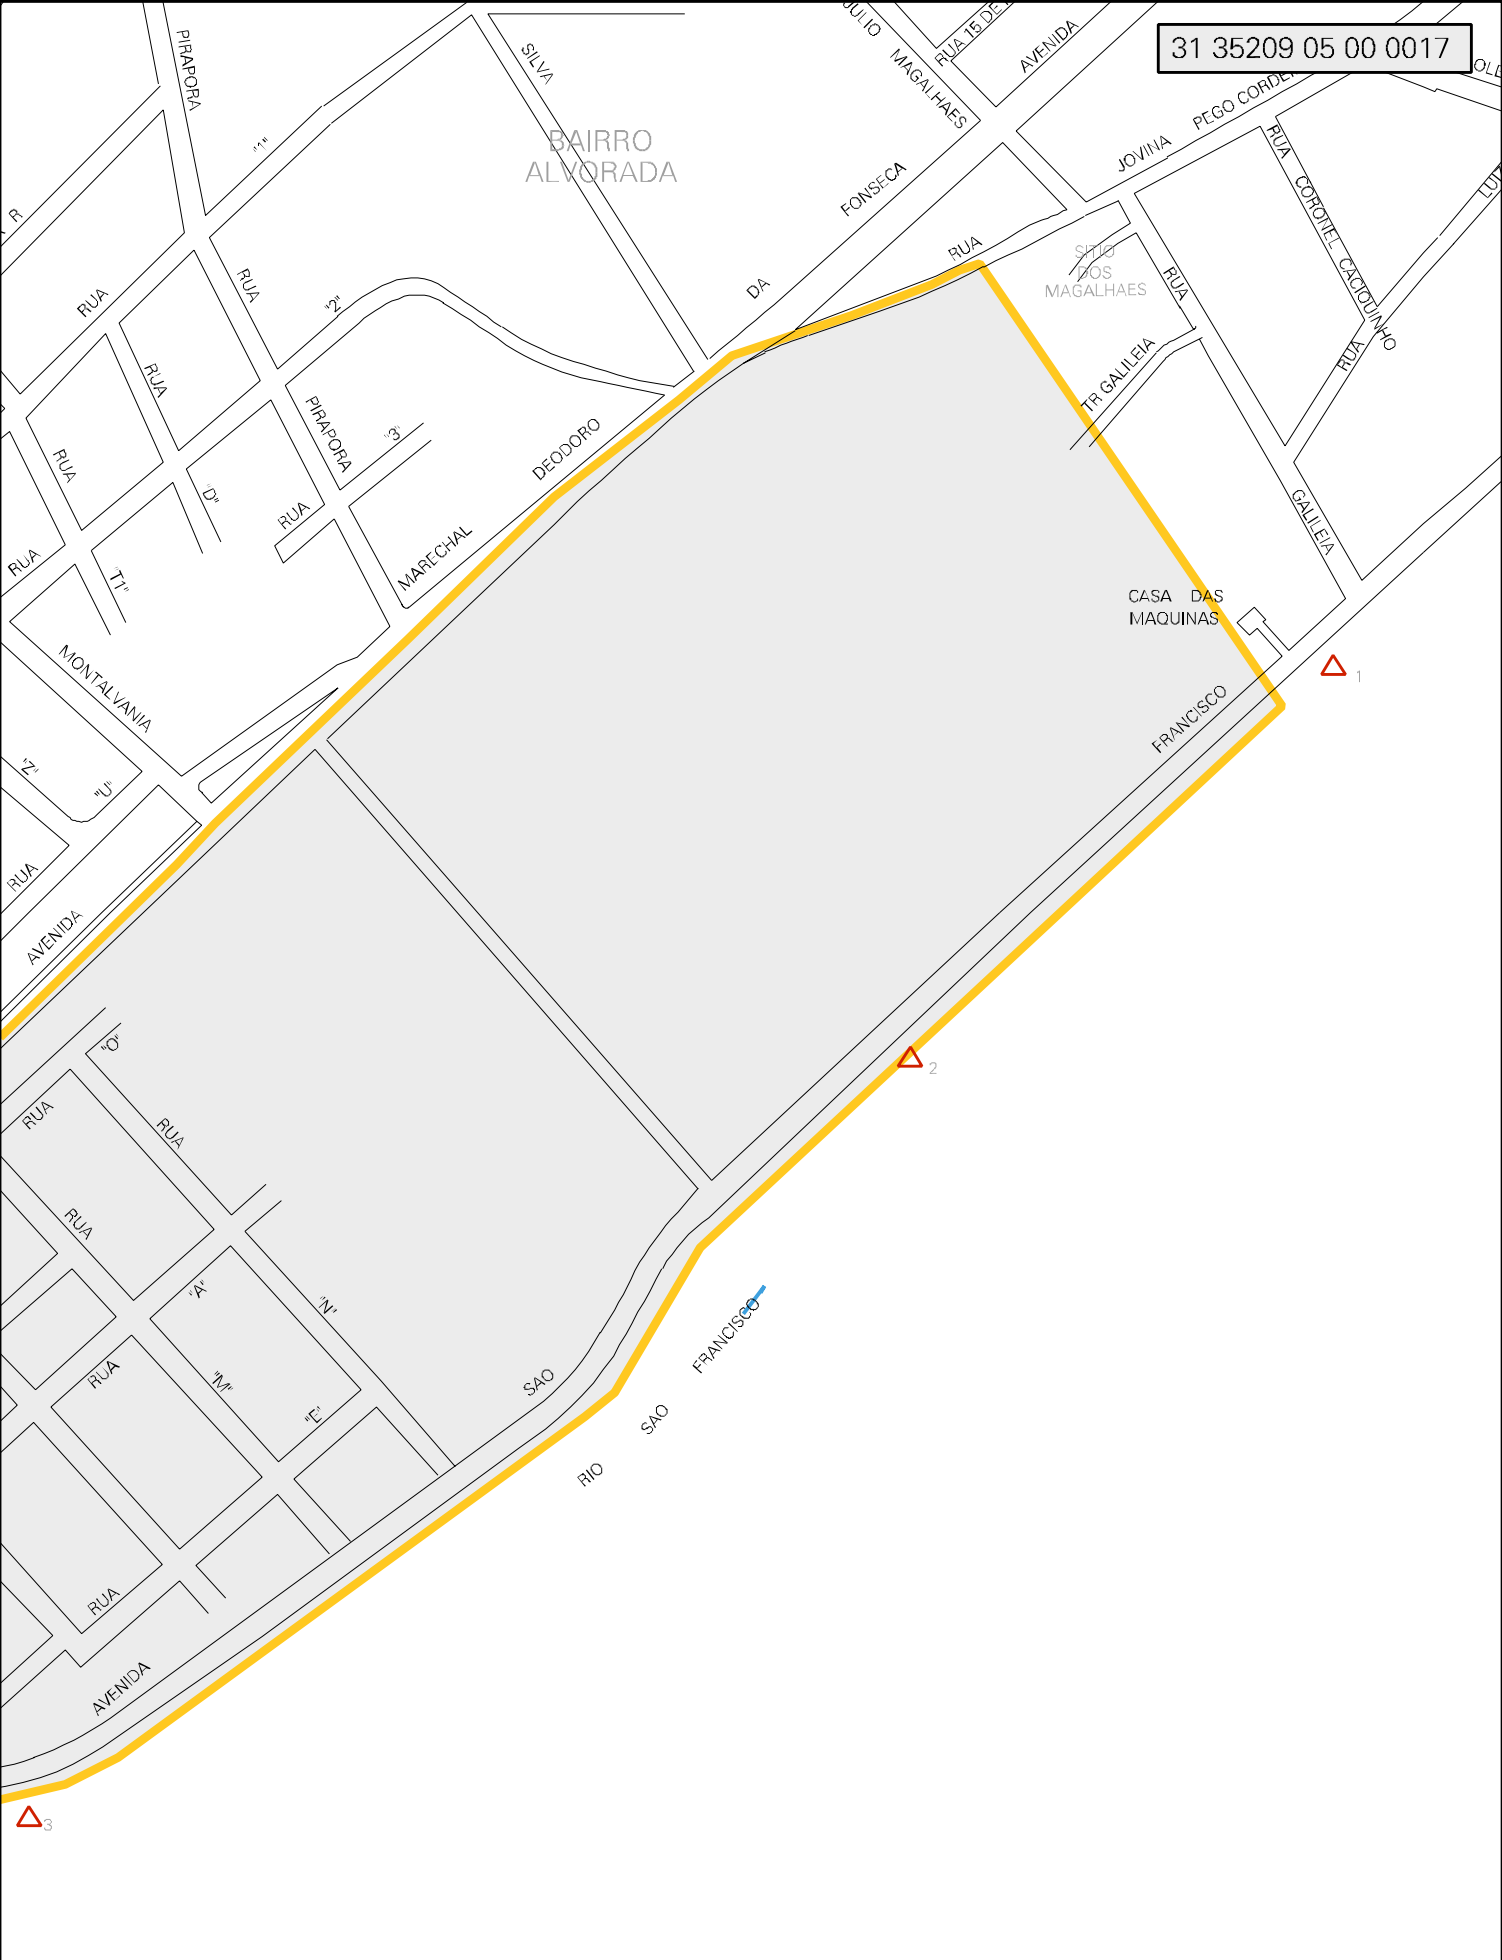 31 35209 05 00 0017
PIRAPORA
SILVA
JULIO MAGALHAES
RUA 15 DE
AVENIDA
PEGO
JOVINA
RUA
CORONEL CACIQUINHO
"1"
BAIRRO
ALVORADA
R
FONSECA
RUA
SITIO
DOS
MAGALHAES
RUA
DA
RUA
RUA
"2"
RUA
TR GALILEIA
RUA
PIRAPORA
"3"
DEODORO
RUA
"D"
RUA
GALILEIA
MARECHAL
RUA
"T1"
CASA DAS
MAQUINAS
MONTALVANIA
1
FRANCISCO
"Z"
"U"
RUA
AVENIDA
"O"
2
RUA
RUA
RUA
"A"
"N"
FRANCISCO
RUA
"M"
SAO
"E"
SAO
RIO
RUA
AVENIDA
3